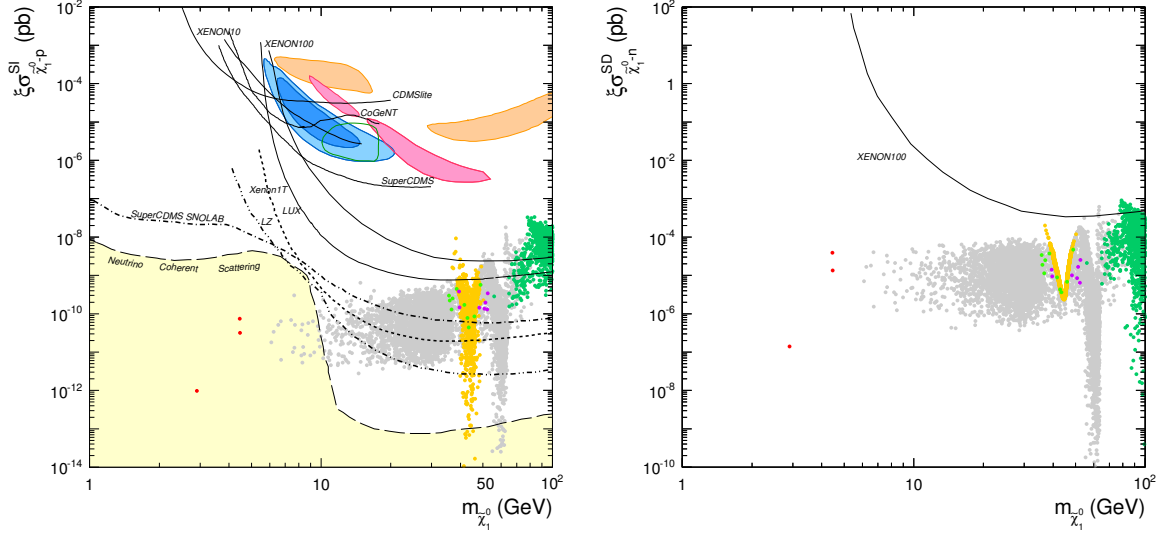 ξσ^SI_χ̃⁰₁-p (pb)
10^-2
10^-4
10^-6
10^-8
10^-10
10^-12
10^-14
XENON10
XENON100
CDMSlite
CoGeNT
SuperCDMS
Xenon1T
LUX
LZ
SuperCDMS SNOLAB
Neutrino Coherent Scattering
1 10 50 10^2
m_χ̃⁰₁ (GeV)
ξσ^SD_χ̃⁰₁-n (pb)
10^4
10^2
1
10^-2
10^-4
10^-6
10^-8
10^-10
XENON100
1 10 10^2
m_χ̃⁰₁ (GeV)